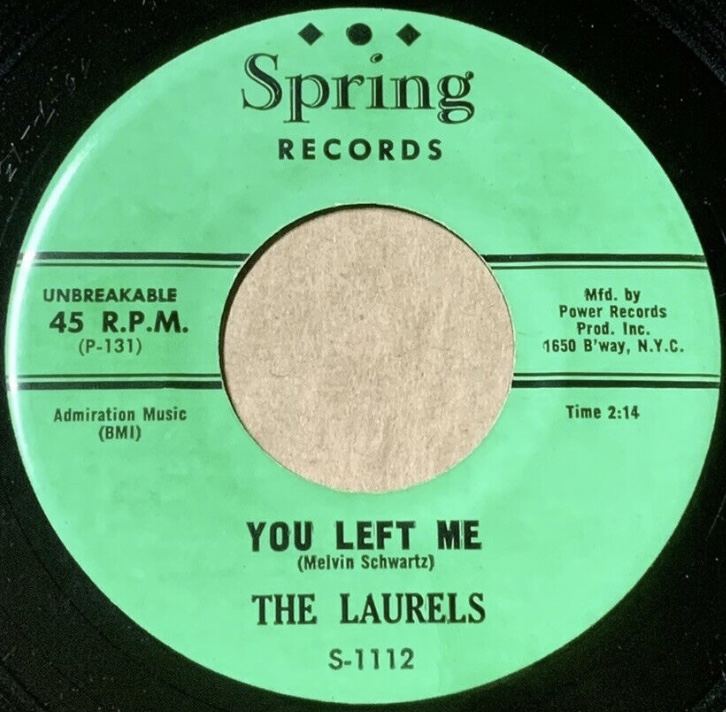 Spring
RECORDS
UNBREAKABLE
45 R.P.M.
(P-131)
Mfd. by
Power Records
Prod. Inc.
1650 B'way, N.Y.C.
Admiration Music
(BMI)
Time 2:14
YOU LEFT ME
(Melvin Schwartz)
THE LAURELS
S-1112